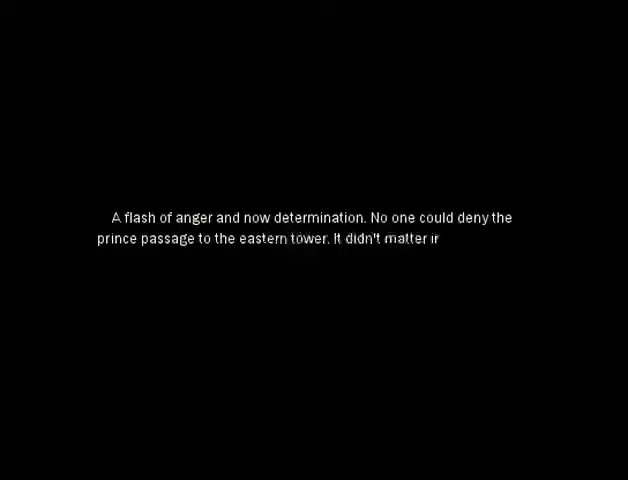 A flash of anger and now determination. No one could deny the
prince passage to the eastern tower. It didn't matter